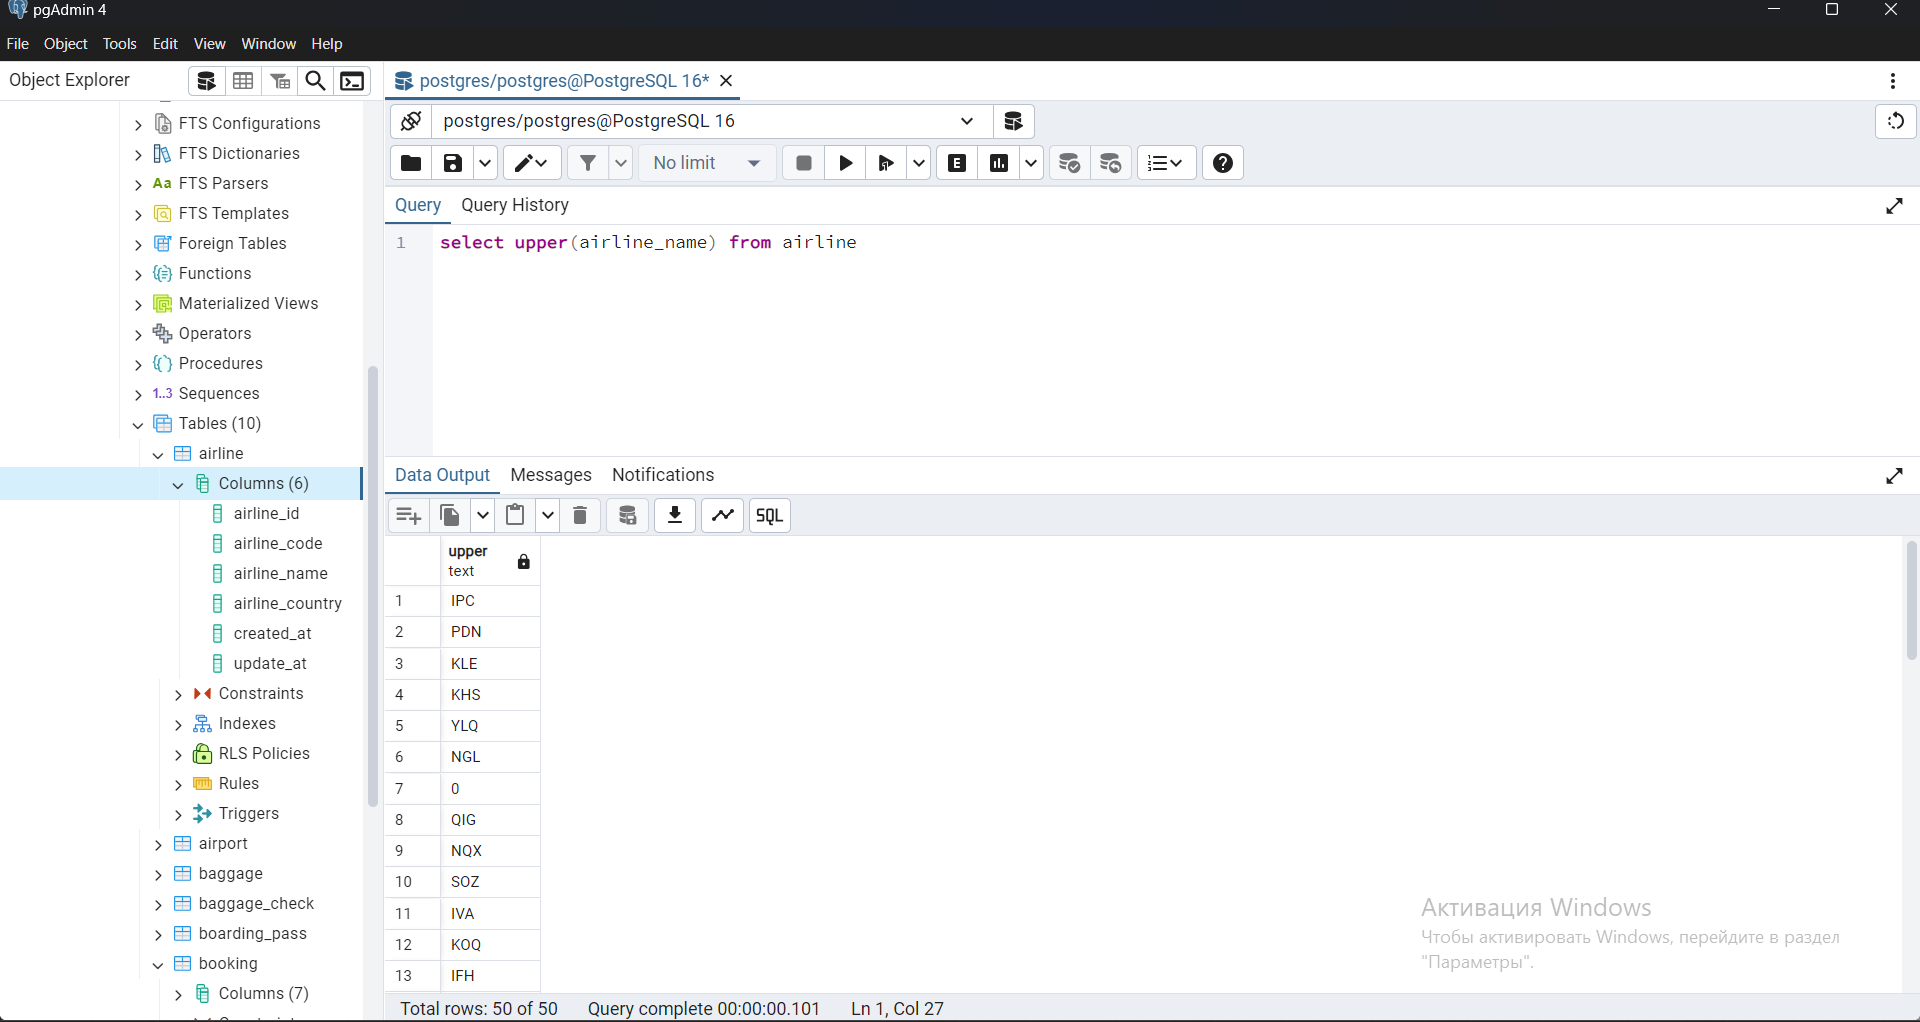 pgAdmin 4
File Object Tools Edit View Window Help
Object Explorer
postgres/postgres@PostgreSQL 16*
postgres/postgres@PostgreSQL 16
No limit
E
Query Query History
1 select upper(airline_name) from airline
FTS Configurations
FTS Dictionaries
Aa FTS Parsers
FTS Templates
Foreign Tables
Functions
Materialized Views
Operators
Procedures
1..3 Sequences
Tables (10)
airline
Columns (6)
airline_id
airline_code
airline_name
airline_country
created_at
update_at
Constraints
Indexes
RLS Policies
Rules
Triggers
airport
baggage
baggage_check
boarding_pass
booking
Columns (7)
Data Output Messages Notifications
SQL
upper
text
1 IPC
2 PDN
3 KLE
4 KHS
5 YLQ
6 NGL
7 0
8 QIG
9 NQX
10 SOZ
11 IVA
12 KOQ
13 IFH
Активация Windows
Чтобы активировать Windows, перейдите в раздел
"Параметры".
Total rows: 50 of 50 Query complete 00:00:00.101 Ln 1, Col 27